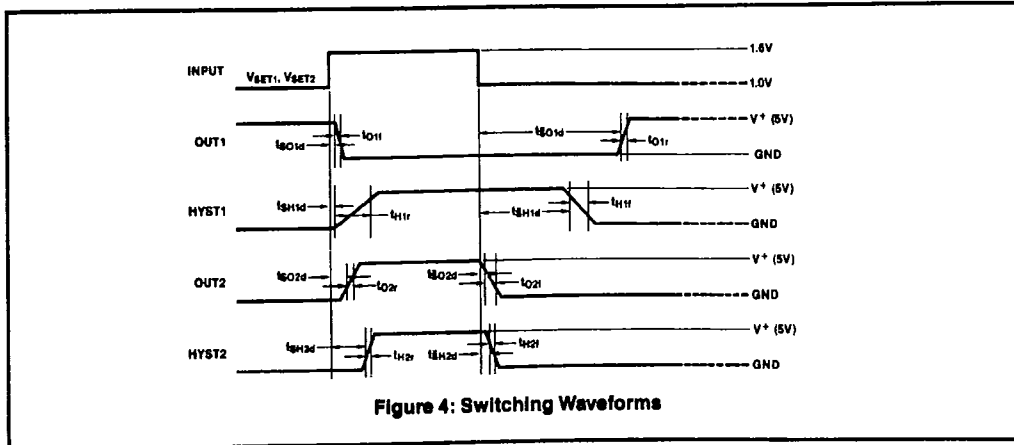 INPUT
VSET1, VSET2
1.6V
1.0V
OUT1
tSO1d
tO1f
tSO1d
tO1r
V+ (5V)
GND
HYST1
tSH1d
tH1r
tSH1d
tH1f
V+ (5V)
GND
OUT2
tSO2d
tO2r
tSO2d
tO2f
V+ (5V)
GND
HYST2
tSH2d
tH2r
tSH2d
tH2f
V+ (5V)
GND
Figure 4: Switching Waveforms